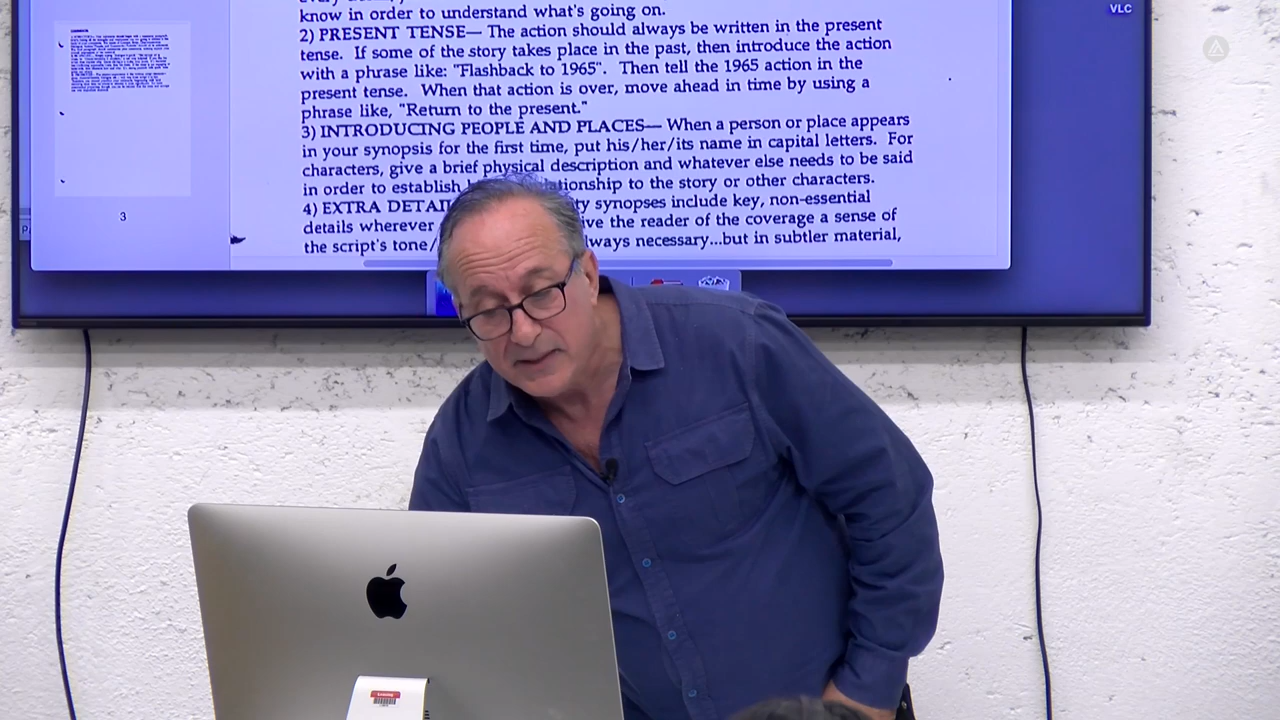 know in order to understand what's going on.
VLC
2) PRESENT TENSE— The action should always be written in the present
tense. If some of the story takes place in the past, then introduce the action
with a phrase like: "Flashback to 1965". Then tell the 1965 action in the
present tense. When that action is over, move ahead in time by using a
phrase like, "Return to the present."
3) INTRODUCING PEOPLE AND PLACES— When a person or place appears
in your synopsis for the first time, put his/her/its name in capital letters. For
characters, give a brief physical description and whatever else needs to be said
in order to establish ationship to the story or other characters.
4) EXTRA DETAI ty synopses include key, non-essential
details wherever ive the reader of the coverage a sense of
the script's tone/ lways necessary...but in subtler material,
3